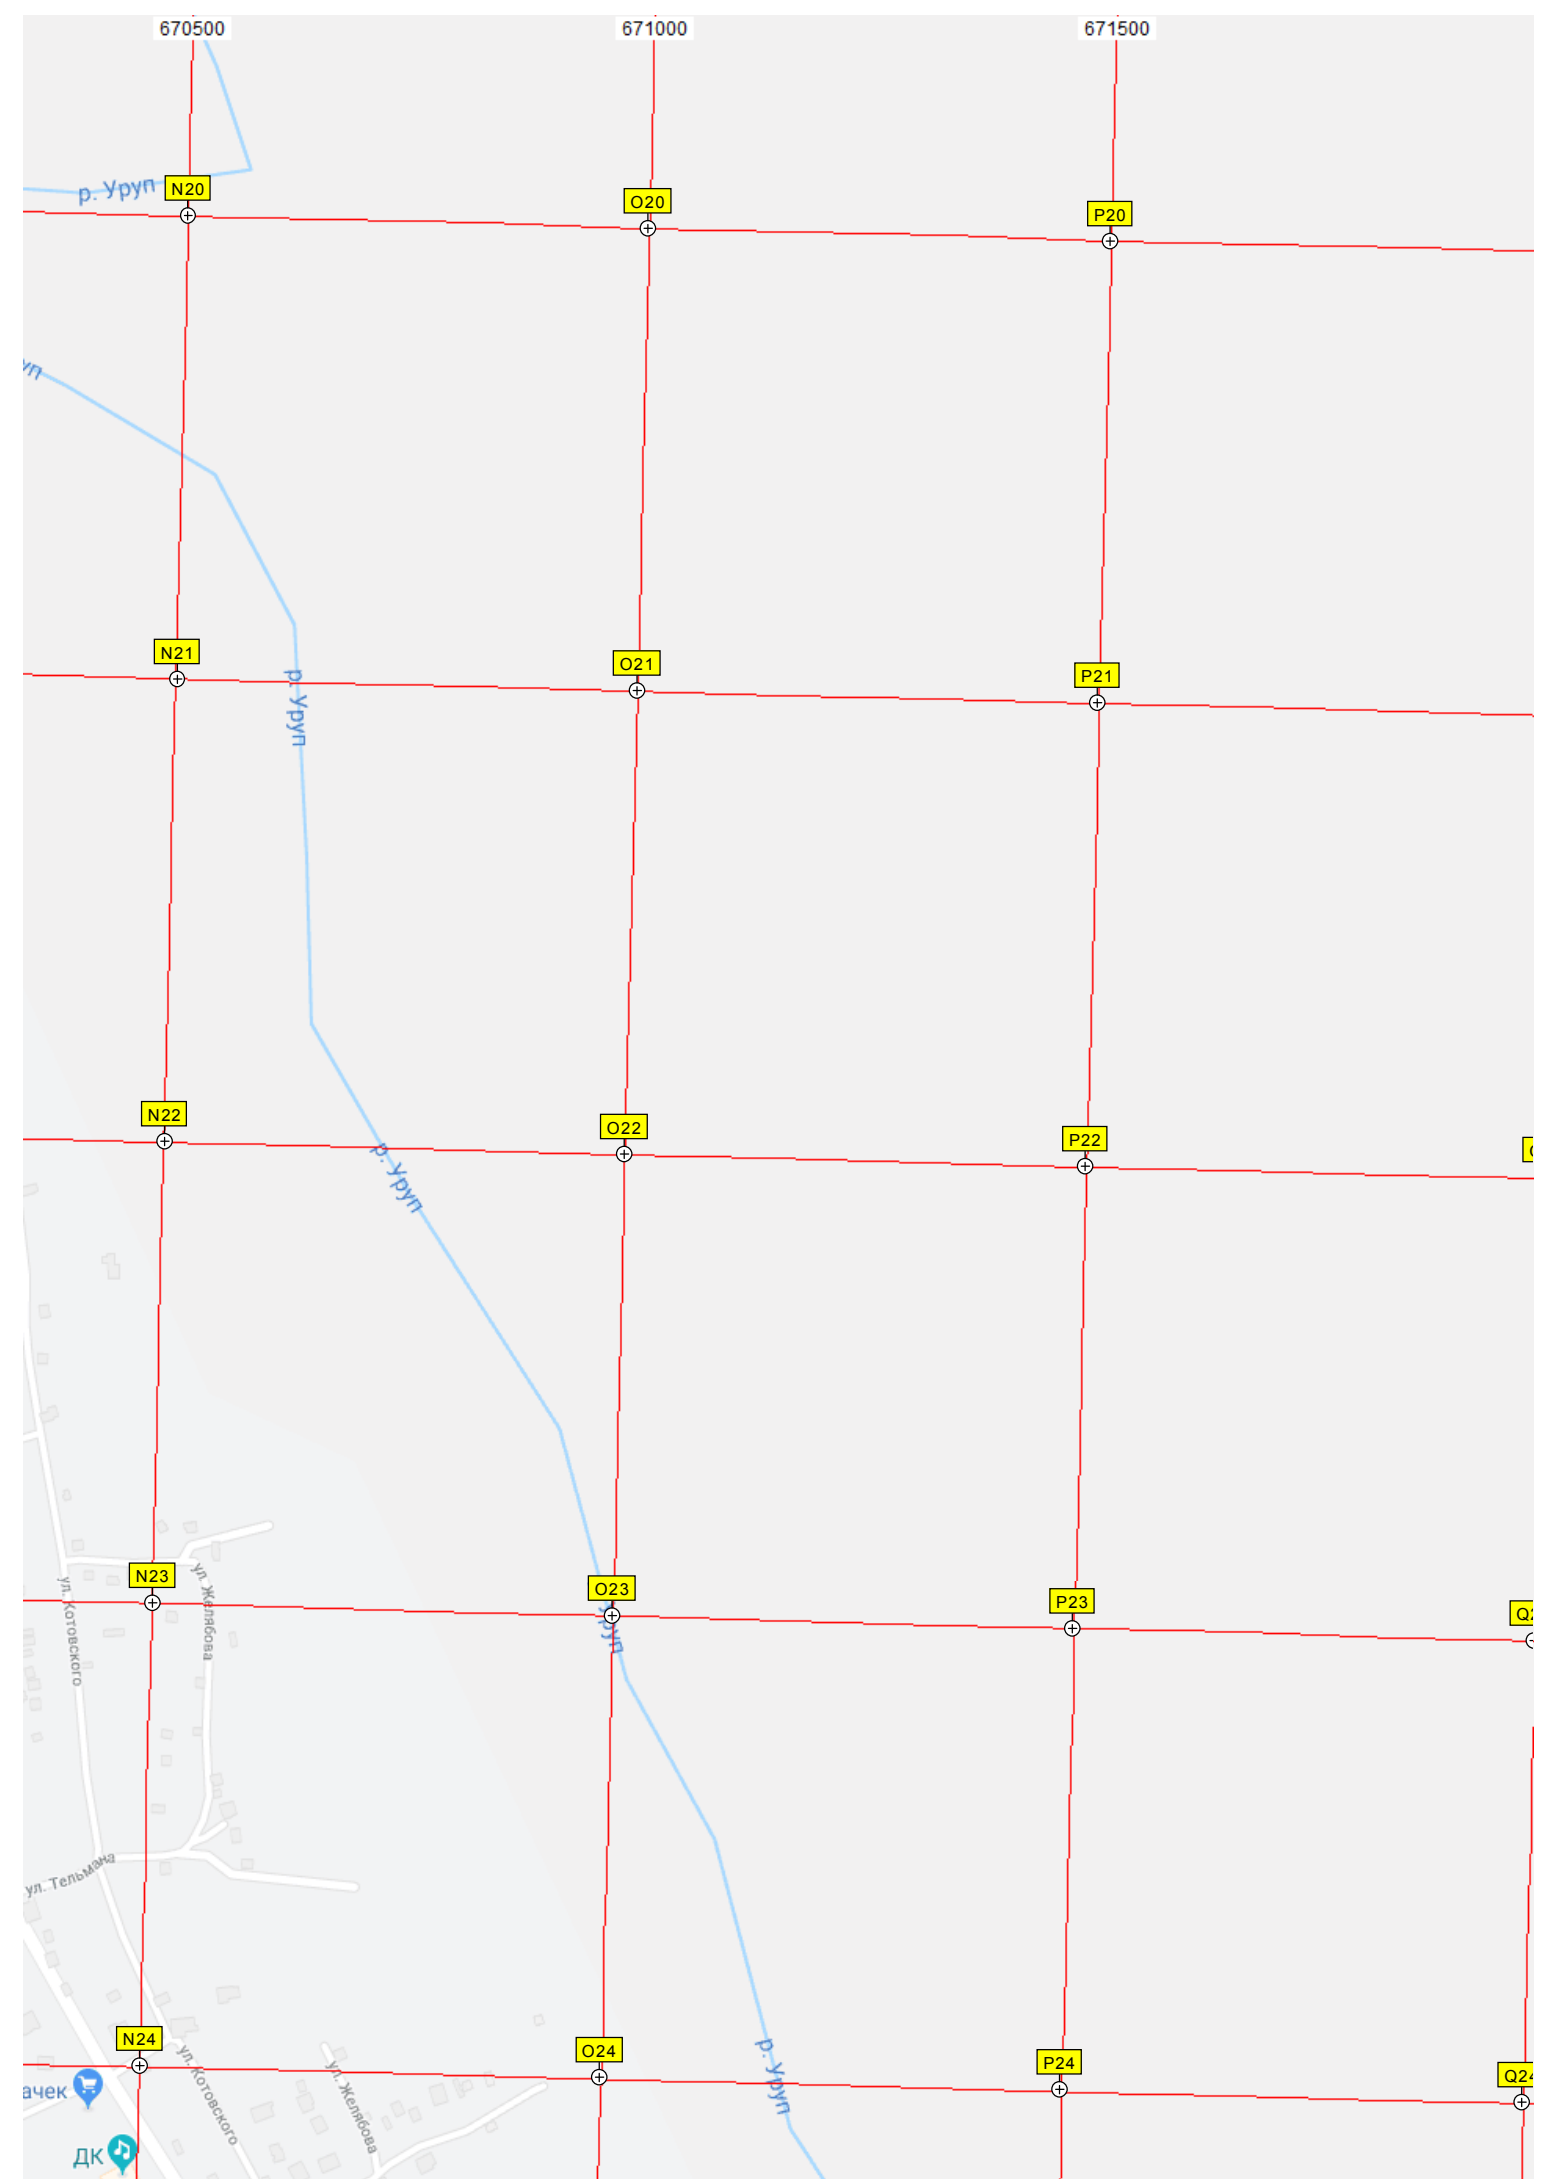 670500 671000 671500
р. Уруп
N20 O20 P20
N21 O21 P21
р. Уруп
N22 O22 P22
р. Уруп
N23 O23 P23
ул. Котовского
ул. Желябова
ул. Тельмана
N24 O24 P24 Q24
ул. Котовского
ул. Желябова
р. Уруп
ДК